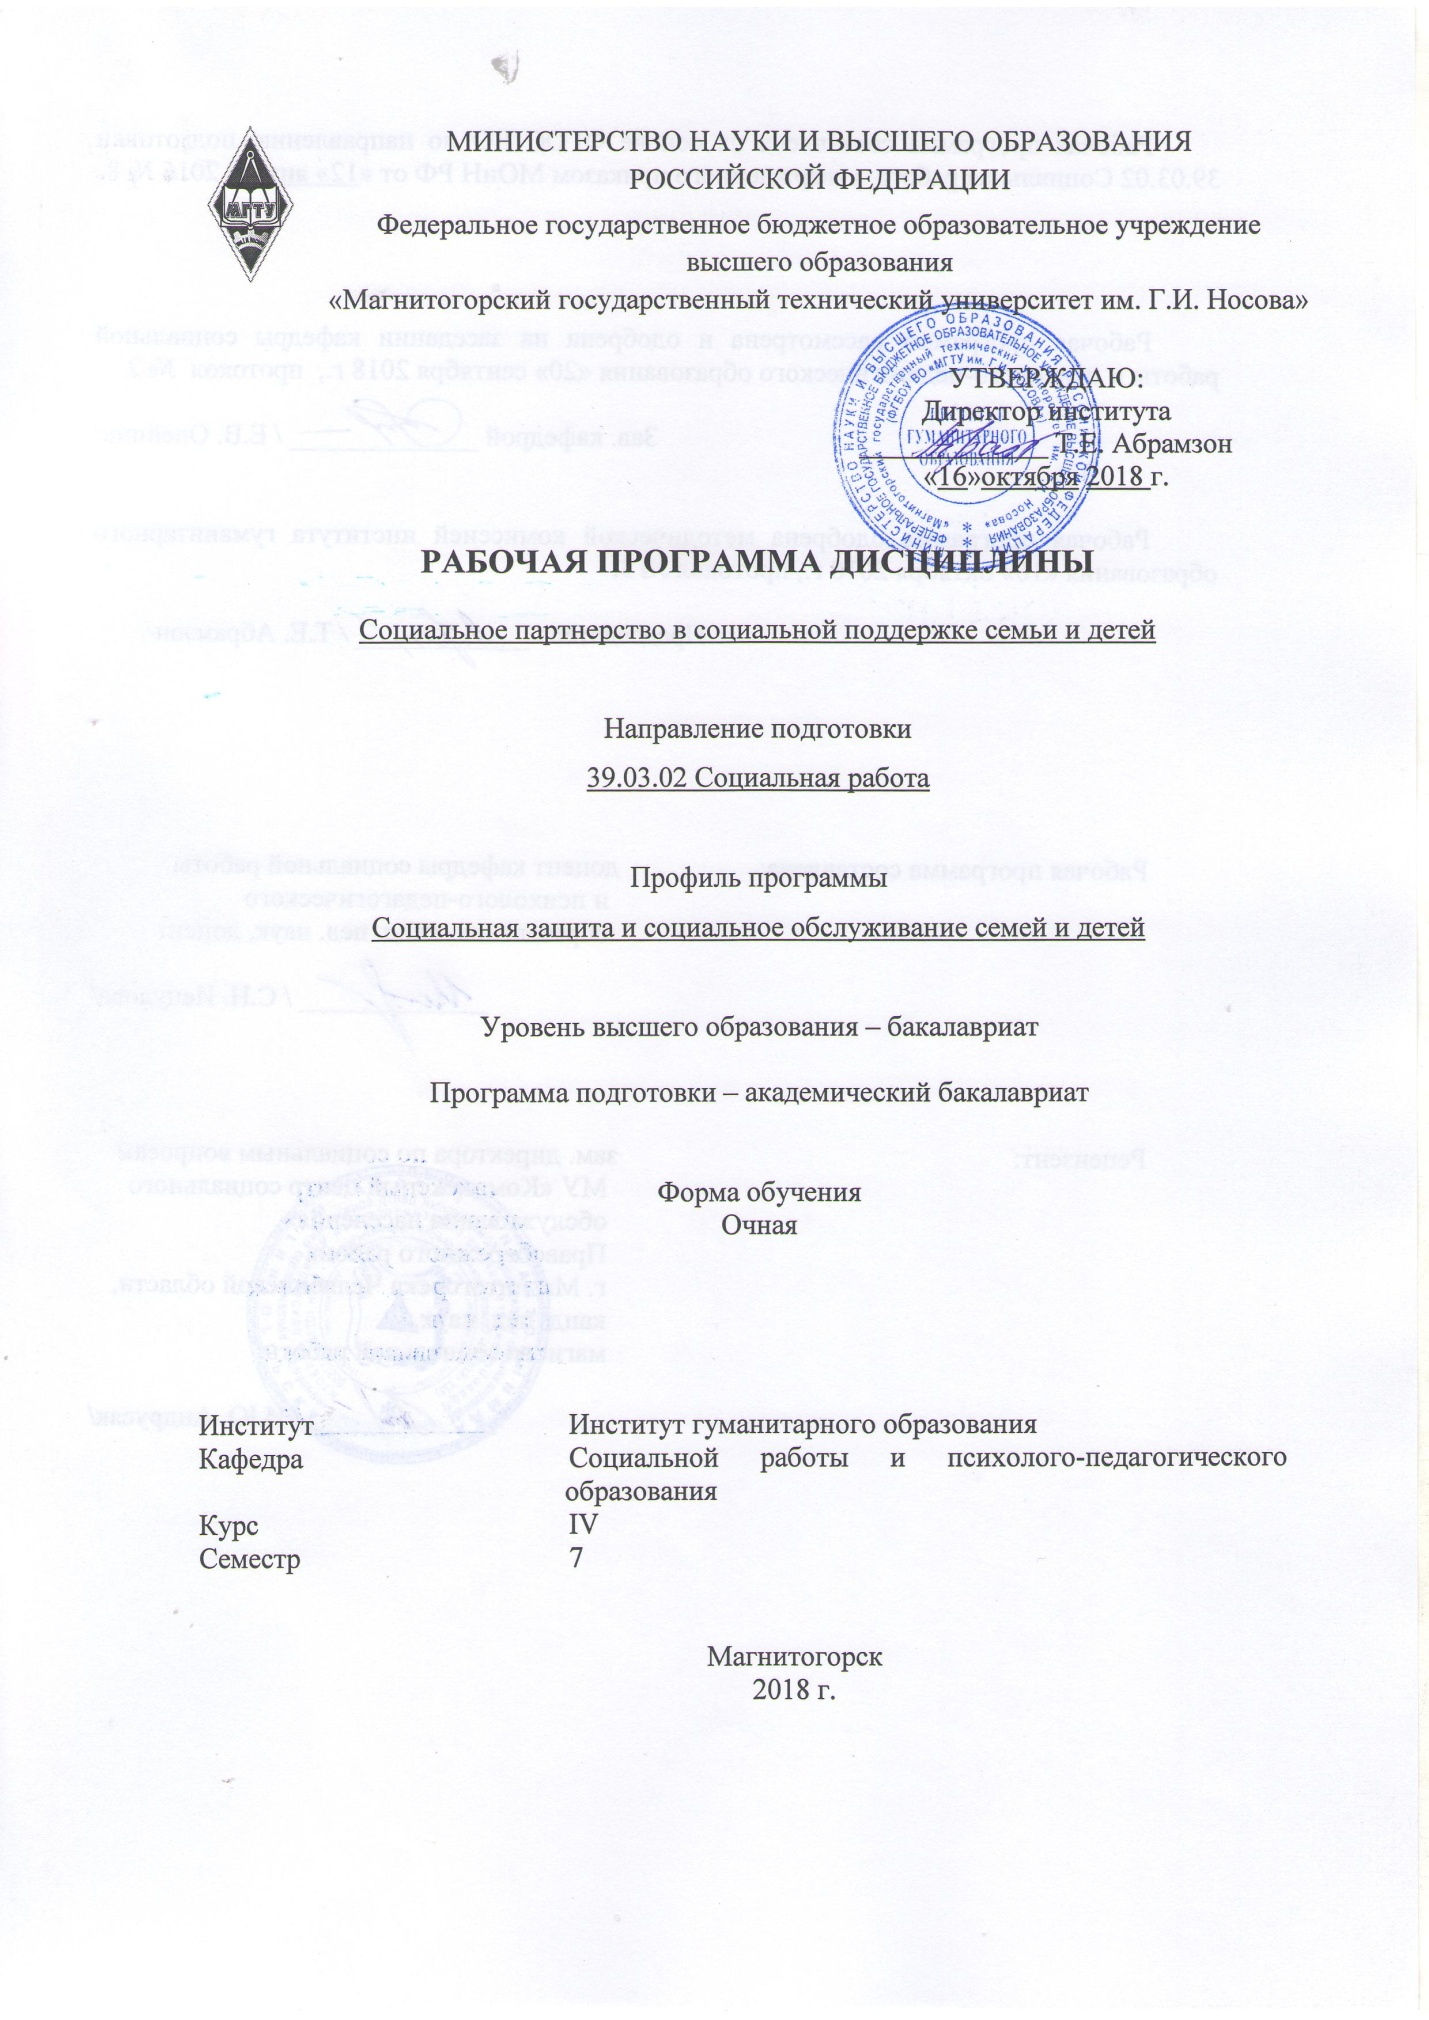 МИНИСТЕРСТВО НАУКИ И ВЫСШЕГО ОБРАЗОВАНИЯ
РОССИЙСКОЙ ФЕДЕРАЦИИ
МГТУ
Федеральное государственное бюджетное образовательное учреждение
высшего образования
«Магнитогорский государственный технический университет им. Г.И. Носова»
УТВЕРЖДАЮ:
Директор института
ГУМАНИТАРНОГО
ОБРАЗОВАНИЯ
Т.Е. Абрамзон
«16» октября 2018 г.
РАБОЧАЯ ПРОГРАММА ДИСЦИПЛИНЫ
Социальное партнерство в социальной поддержке семьи и детей
Направление подготовки
39.03.02 Социальная работа
Профиль программы
Социальная защита и социальное обслуживание семей и детей
Уровень высшего образования – бакалавриат
Программа подготовки – академический бакалавриат
Форма обучения
Очная
Институт Институт гуманитарного образования
Кафедра Социальной работы и психолого-педагогического
образования
Курс IV
Семестр 7
Магнитогорск
2018 г.